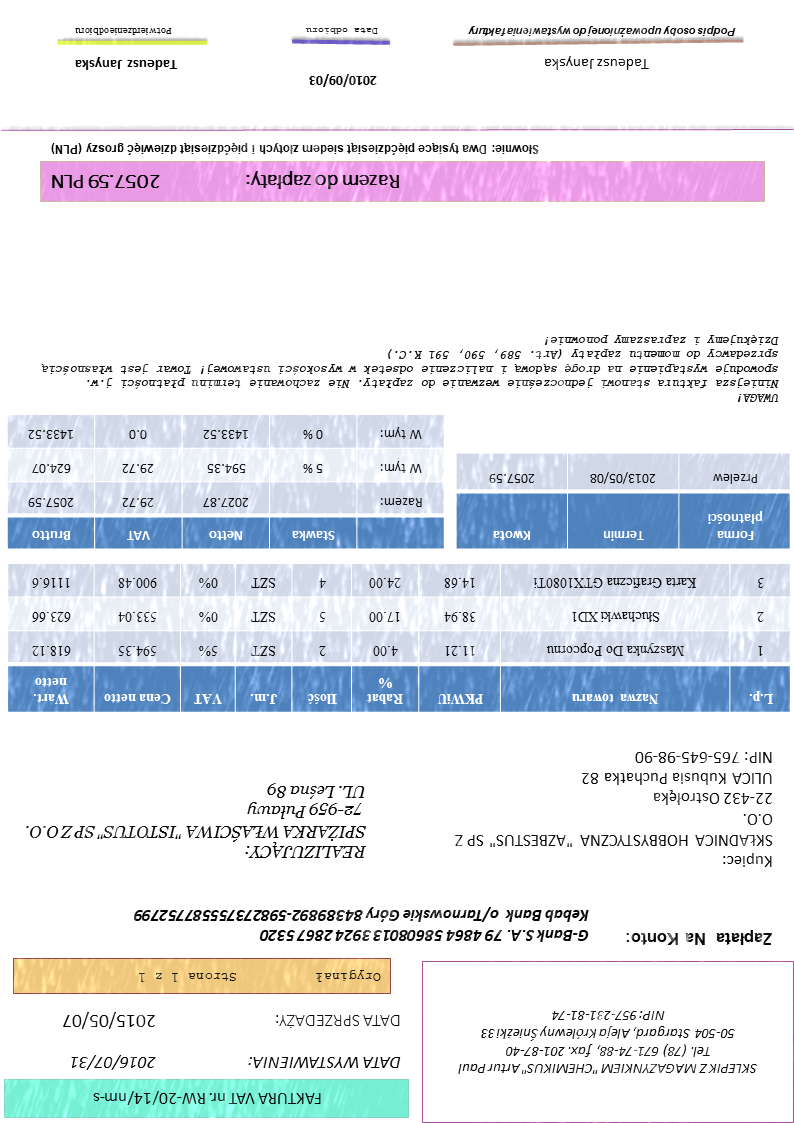 SKLEPIK Z MAGAZYNKIEM "CHEMIKUS" Artur Paul
Tel. (78) 671-74-88, fax. 201-87-40
50-504 Stargard, Aleja Królewny Śnieżki 33
NIP: 957-231-81-74
FAKTURA VAT nr. RW-20/14/nm-s
DATA WYSTAWIENIA: 2016/07/31
DATA SPRZEDAŻY: 2015/05/07
Oryginał Strona 1 z 1
Zapłata Na Konto:
G-Bank S.A. 79 4864 58608013 3924 2867 5320
Kebab Bank o/Tarnowskie Góry 84389892-598273755587752799
Kupiec:
SKŁADNICA HOBBYSTYCZNA "AZBESTUS" SP Z
O.O.
22-432 Ostrołęka
ULICA Kubusia Puchatka 82
NIP: 765-645-98-90
REALIZUJĄCY:
SPIŻARKA WŁAŚCIWA "ISTOTUS" SP Z O.O.
72-959 Puławy
UL. Leśna 89
L.p. Nazwa towaru PKWiU Rabat % Ilość J.m. VAT Cena netto Wart. netto
1 Maszynka Do Popcornu 11.21 4.00 2 SZT 5% 594.35 618.12
2 Słuchawki XD1 38.94 17.00 5 SZT 0% 533.04 623.66
3 Karta Graficzna GTX1080Ti 14.68 24.00 4 SZT 0% 900.48 1116.6
Forma płatności Termin Kwota
Przelew 2013/05/08 2057.59
Stawka Netto VAT Brutto
Razem: 2027.87 29.72 2057.59
W tym: 5 % 594.35 29.72 624.07
W tym: 0 % 1433.52 0.0 1433.52
UWAGA!
Niniejsza faktura stanowi jednocześnie wezwanie do zapłaty. Nie zachowanie terminu płatności j.w.
spowoduje wystąpienie na drogę sądową i naliczenie odsetek w wysokości ustawowej! Towar jest własnością
sprzedawcy do momentu zapłaty (Art. 589, 590, 591 K.C.)
Dziękujemy i zapraszamy ponownie!
Razem do zapłaty: 2057.59 PLN
Słownie: Dwa tysiące pięćdziesiąt siedem złotych i pięćdziesiąt dziewięć groszy (PLN)
Tadeusz Janyska
Podpis osoby upoważnionej do wystawienia faktury
2010/09/03
Data odbioru
Tadeusz Janyska
Potwierdzenie odbioru